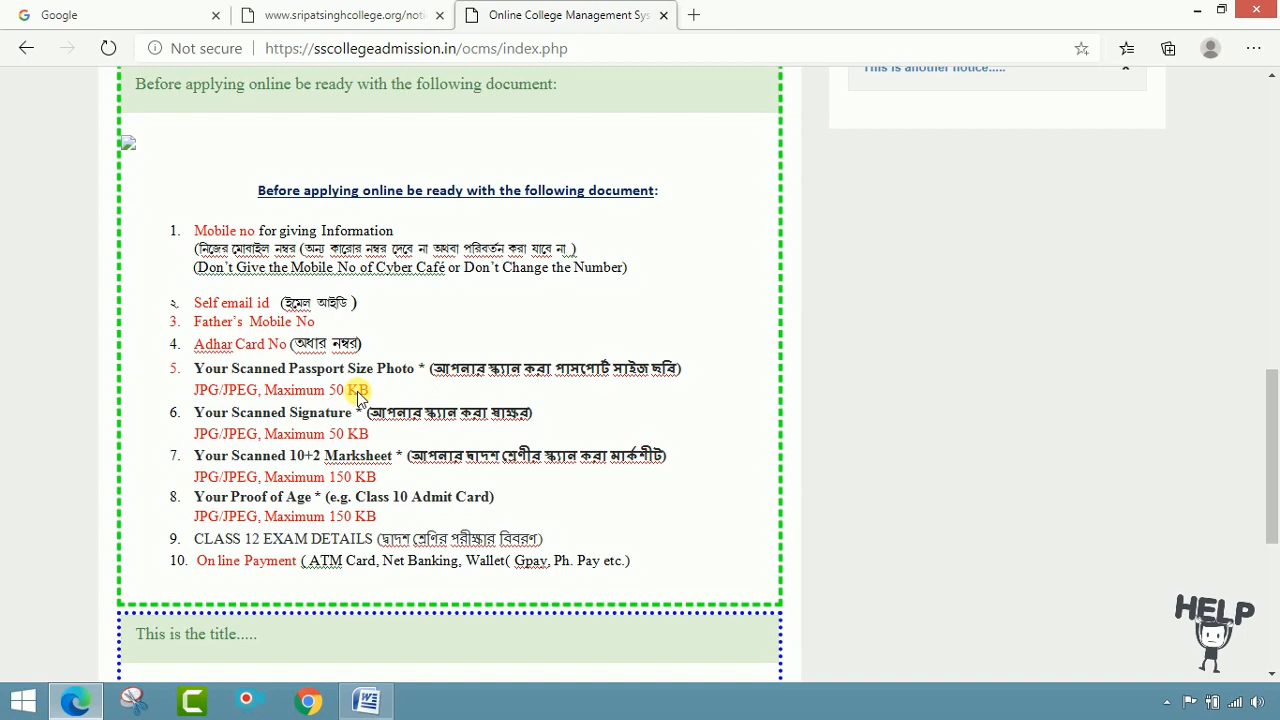 Google
www.sripatsinghcollege.org/not
Online College Management Sys
Not secure
https://sscollegeadmission.in/ocms/index.php
Before applying online be ready with the following document:
This is another notice.....
Before applying online be ready with the following document:
1. Mobile no for giving Information
(নিজের মোবাইল নম্বর (অন্য কারোর নম্বর দেবে না অথবা পরিবর্তন করা যাবে না )
(Don't Give the Mobile No of Cyber Café or Don't Change the Number)
২. Self email id (ইমেল আইডি )
3. Father's Mobile No
4. Adhar Card No (অধার নম্বর)
5. Your Scanned Passport Size Photo * (আপনার স্ক্যান করা পাসপোর্ট সাইজ ছবি)
JPG/JPEG, Maximum 50 KB
6. Your Scanned Signature * (আপনার স্ক্যান করা স্বাক্ষর)
JPG/JPEG, Maximum 50 KB
7. Your Scanned 10+2 Marksheet * (আপনার দ্বাদশ শ্রেণীর স্ক্যান করা মার্কশীট)
JPG/JPEG, Maximum 150 KB
8. Your Proof of Age * (e.g. Class 10 Admit Card)
JPG/JPEG, Maximum 150 KB
9. CLASS 12 EXAM DETAILS (দ্বাদশ শ্রেণির পরীক্ষার বিবরণ)
10. Online Payment ( ATM Card, Net Banking, Wallet( Gpay, Ph. Pay etc.)
This is the title.....
HELP